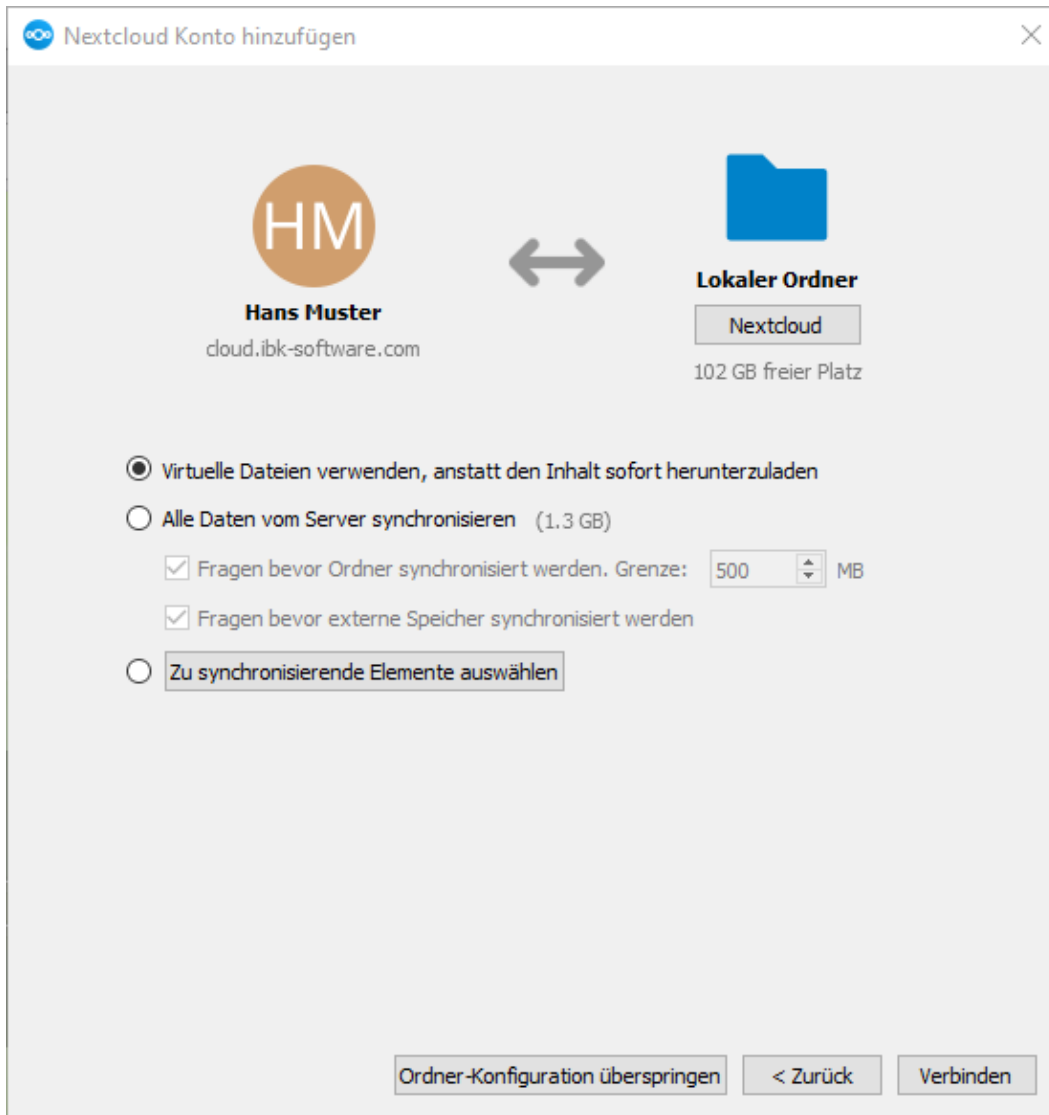 Nextcloud Konto hinzufügen
HM
Hans Muster
cloud.ibk-software.com
Lokaler Ordner
Nextcloud
102 GB freier Platz
Virtuelle Dateien verwenden, anstatt den Inhalt sofort herunterzuladen
Alle Daten vom Server synchronisieren (1.3 GB)
Fragen bevor Ordner synchronisiert werden. Grenze: 500 MB
Fragen bevor externe Speicher synchronisiert werden
Zu synchronisierende Elemente auswählen
Ordner-Konfiguration überspringen < Zurück Verbinden